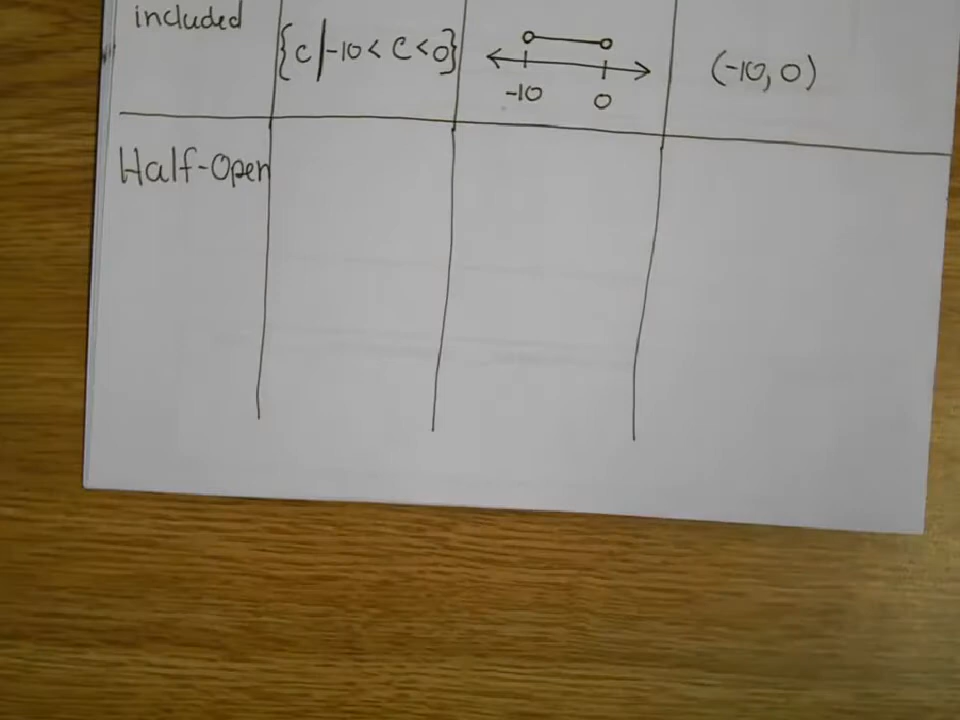 included
{c|-10 < c < 0}
-10 0
(-10, 0)
Half-Open